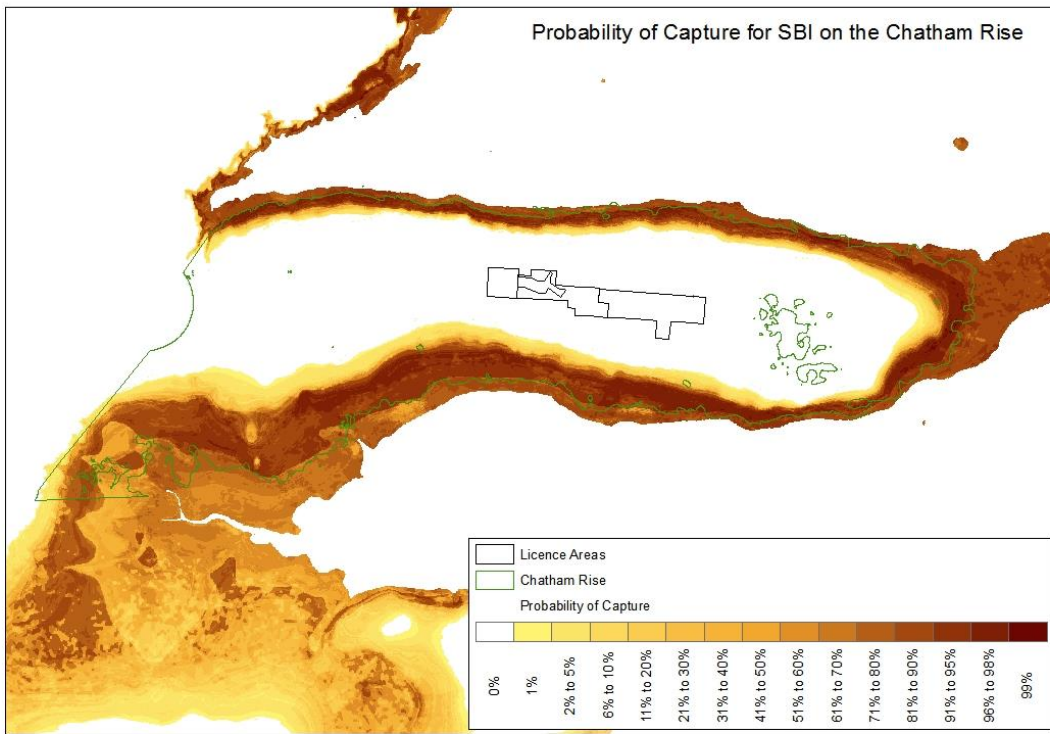 Probability of Capture for SBI on the Chatham Rise
Licence Areas
Chatham Rise
Probability of Capture
0%
1%
2% to 5%
6% to 10%
11% to 20%
21% to 30%
31% to 40%
41% to 50%
51% to 60%
61% to 70%
71% to 80%
81% to 90%
91% to 95%
96% to 98%
99%